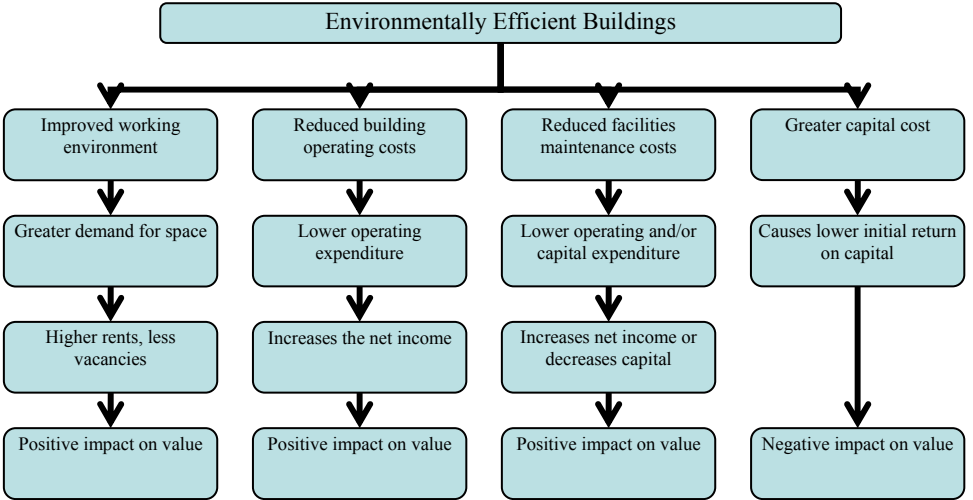 Environmentally Efficient Buildings
Improved working
environment
Reduced building
operating costs
Reduced facilities
maintenance costs
Greater capital cost
Greater demand for space
Lower operating
expenditure
Lower operating and/or
capital expenditure
Causes lower initial return
on capital
Higher rents, less
vacancies
Increases the net income
Increases net income or
decreases capital
Positive impact on value
Positive impact on value
Positive impact on value
Negative impact on value